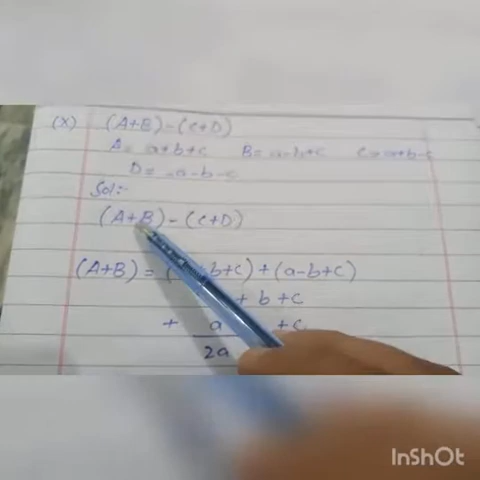 (X) (A+B)-(C+D)
A= a+b+c B= a-b+c C= a+b-c
D= -a-b-c
Sol:-
(A+B)-(C+D)
(A+B) = ( b+c) + (a-b+c)
+ b + c
+ a + c
2a
InShOt